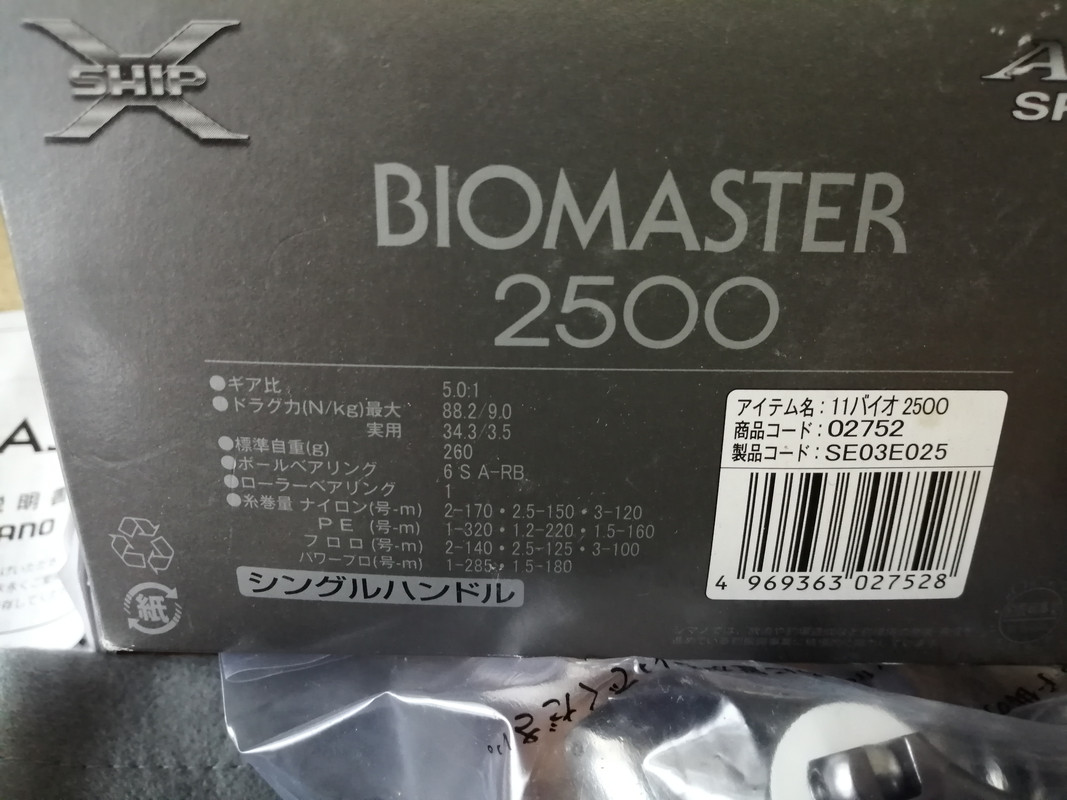 X
SHIP
BIOMASTER
2500
●ギア比 5.0:1
●ドラグ力(N/kg)最大 88.2/9.0
実用 34.3/3.5
●標準自重(g) 260
●ボールベアリング 6 S A-RB
●ローラーベアリング 1
●糸巻量 ナイロン(号-m) 2-170・2.5-150・3-120
PE (号-m) 1-320・1.2-220・1.5-160
フロロ(号-m) 2-140・2.5-125・3-100
パワープロ(号-m) 1-285・1.5-180
シングルハンドル
紙
アイテム名:11バイオ 2500
商品コード:02752
製品コード:SE03E025
4 969363 027528